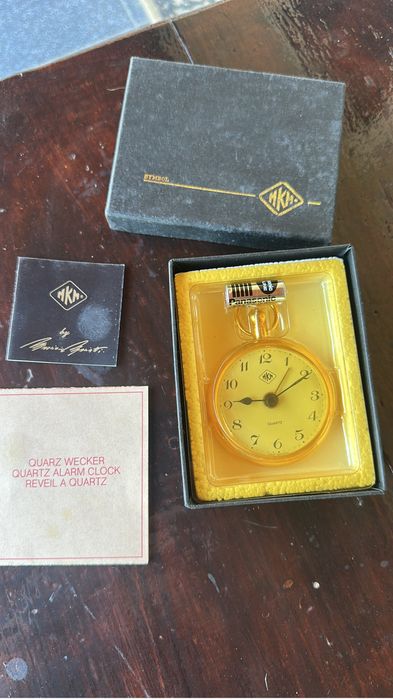 SYMBOL
MKM.
MKM.
by
Panasonic
12
1
2
3
4
5
6
7
8
9
10
11
MKM
QUARTZ
QUARZ WECKER
QUARTZ ALARM CLOCK
REVEIL A QUARTZ